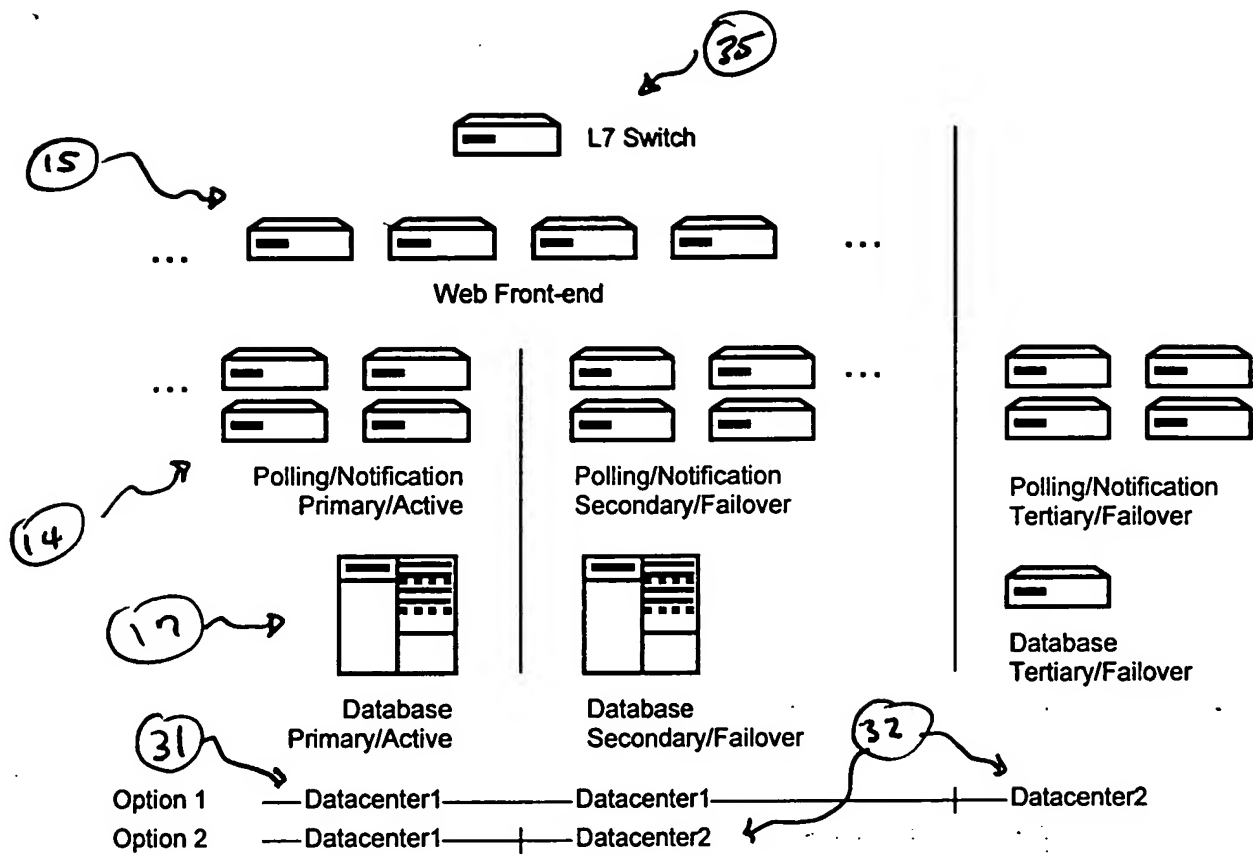 35
L7 Switch
15
... ...
Web Front-end
... ...
Polling/Notification
Primary/Active
Polling/Notification
Secondary/Failover
Polling/Notification
Tertiary/Failover
14
17
Database
Tertiary/Failover
Database
Primary/Active
Database
Secondary/Failover
31
32
Option 1 Datacenter1 Datacenter1 Datacenter2
Option 2 Datacenter1 Datacenter2